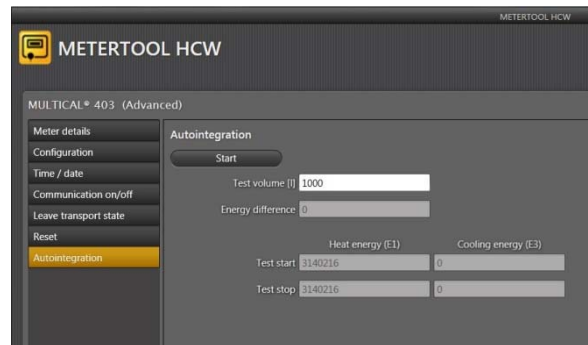 METERTOOL HCW
METERTOOL HCW
MULTICAL® 403 (Advanced)
Meter details
Configuration
Time / date
Communication on/off
Leave transport state
Reset
Autointegration
Autointegration
Start
Test volume [l] 1000
Energy difference 0
Heat energy (E1) Cooling energy (E3)
Test start 3140216 0
Test stop 3140216 0